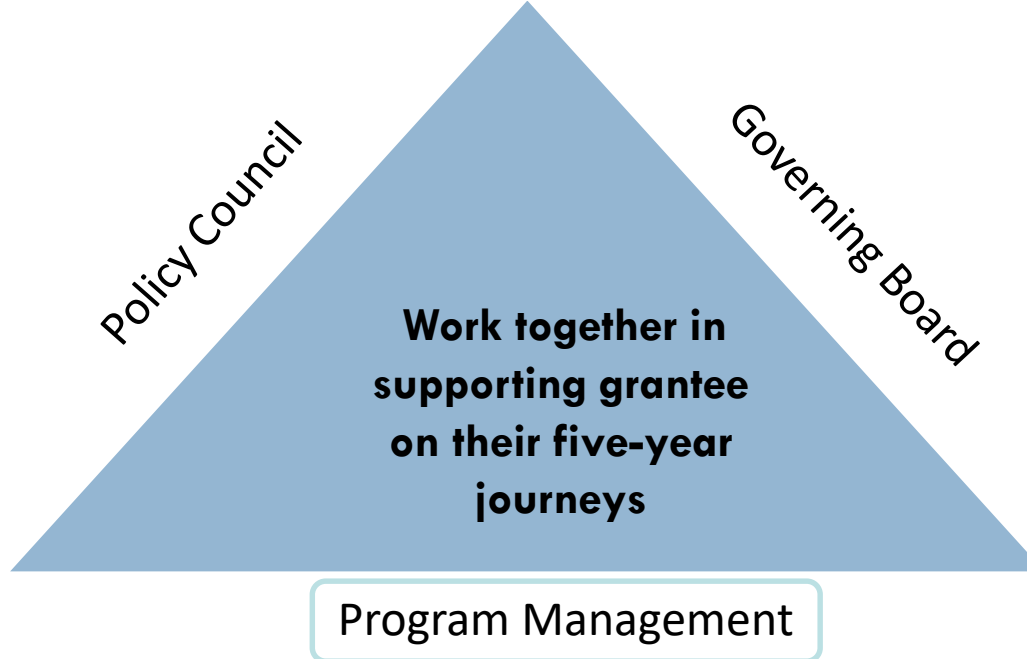 Policy Council
Governing Board
Work together in
supporting grantee
on their five-year
journeys
Program Management